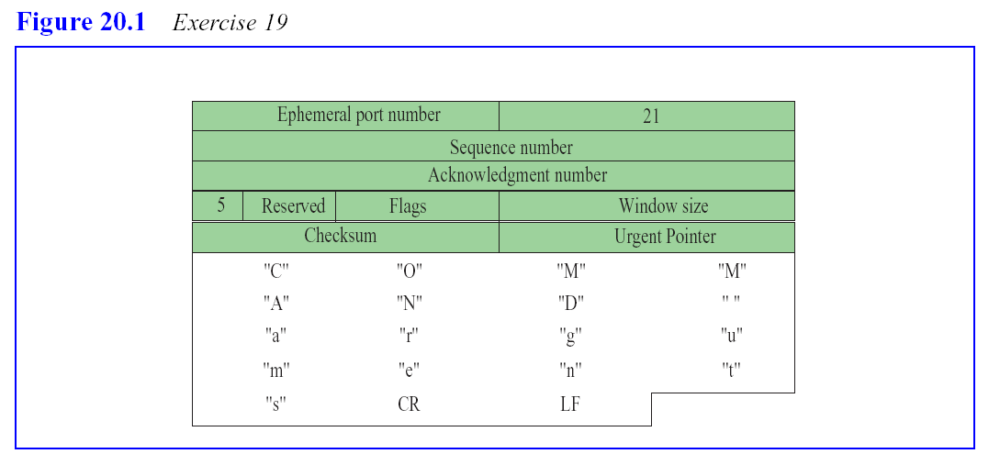 Figure 20.1 Exercise 19
Ephemeral port number 21
Sequence number
Acknowledgment number
5 Reserved Flags Window size
Checksum Urgent Pointer
"C" "O" "M" "M"
"A" "N" "D" " "
"a" "r" "g" "u"
"m" "e" "n" "t"
"s" CR LF